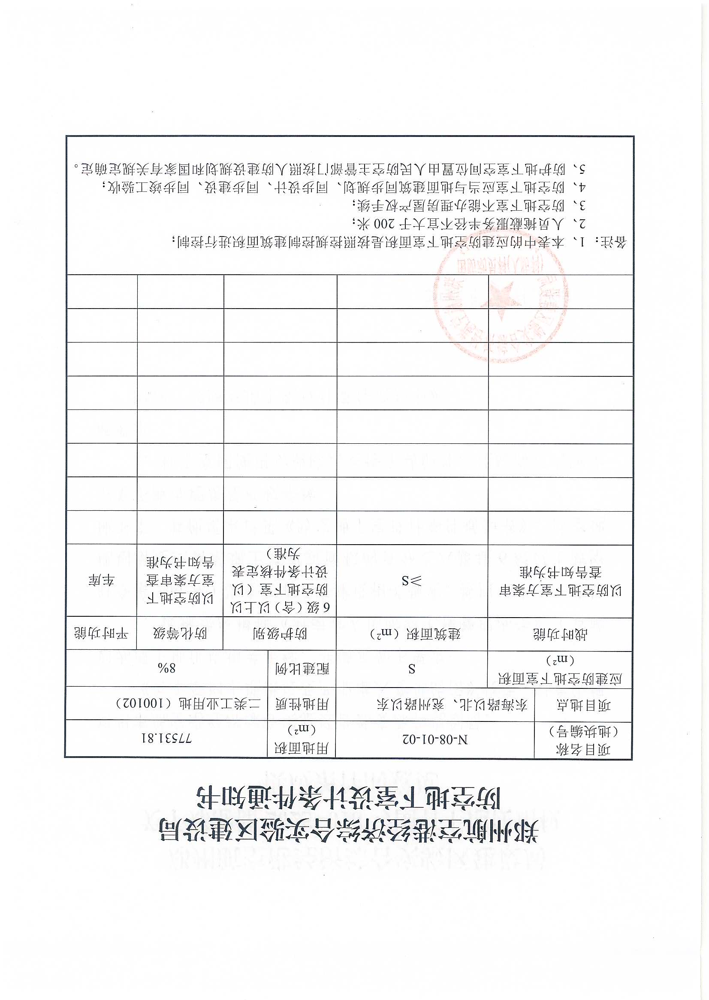 郑州航空港经济综合实验区建设局
防空地下室设计条件通知书
项目名称
（地块编号）
N-08-01-02
用地面积
（m²）
77531.81
项目地点
东海路以北、兖州路以东
用地性质
二类工业用地（100102）
应建防空地下室面积
（m²）
S
配建比例
8%
战时功能
建筑面积（m²）
防护级别
防化等级
平时功能
以防空地下室方案审
查告知书为准
≥S
6级（含）以上以
防空地下室（以
设计条件核定表
为准）
以防空地下
室方案审查
告知书为准
车库
备注：1、本表中的应建防空地下室面积是按照控规控制建筑面积进行控制；
2、人员掩蔽服务半径不宜大于 200 米；
3、防空地下室不能办理房屋产权手续；
4、防空地下室应当与地面建筑同步规划、同步设计、同步建设、同步竣工验收；
5、防护地下室空间位置由人民防空主管部门按照人防建设规划和国家有关规定确定。